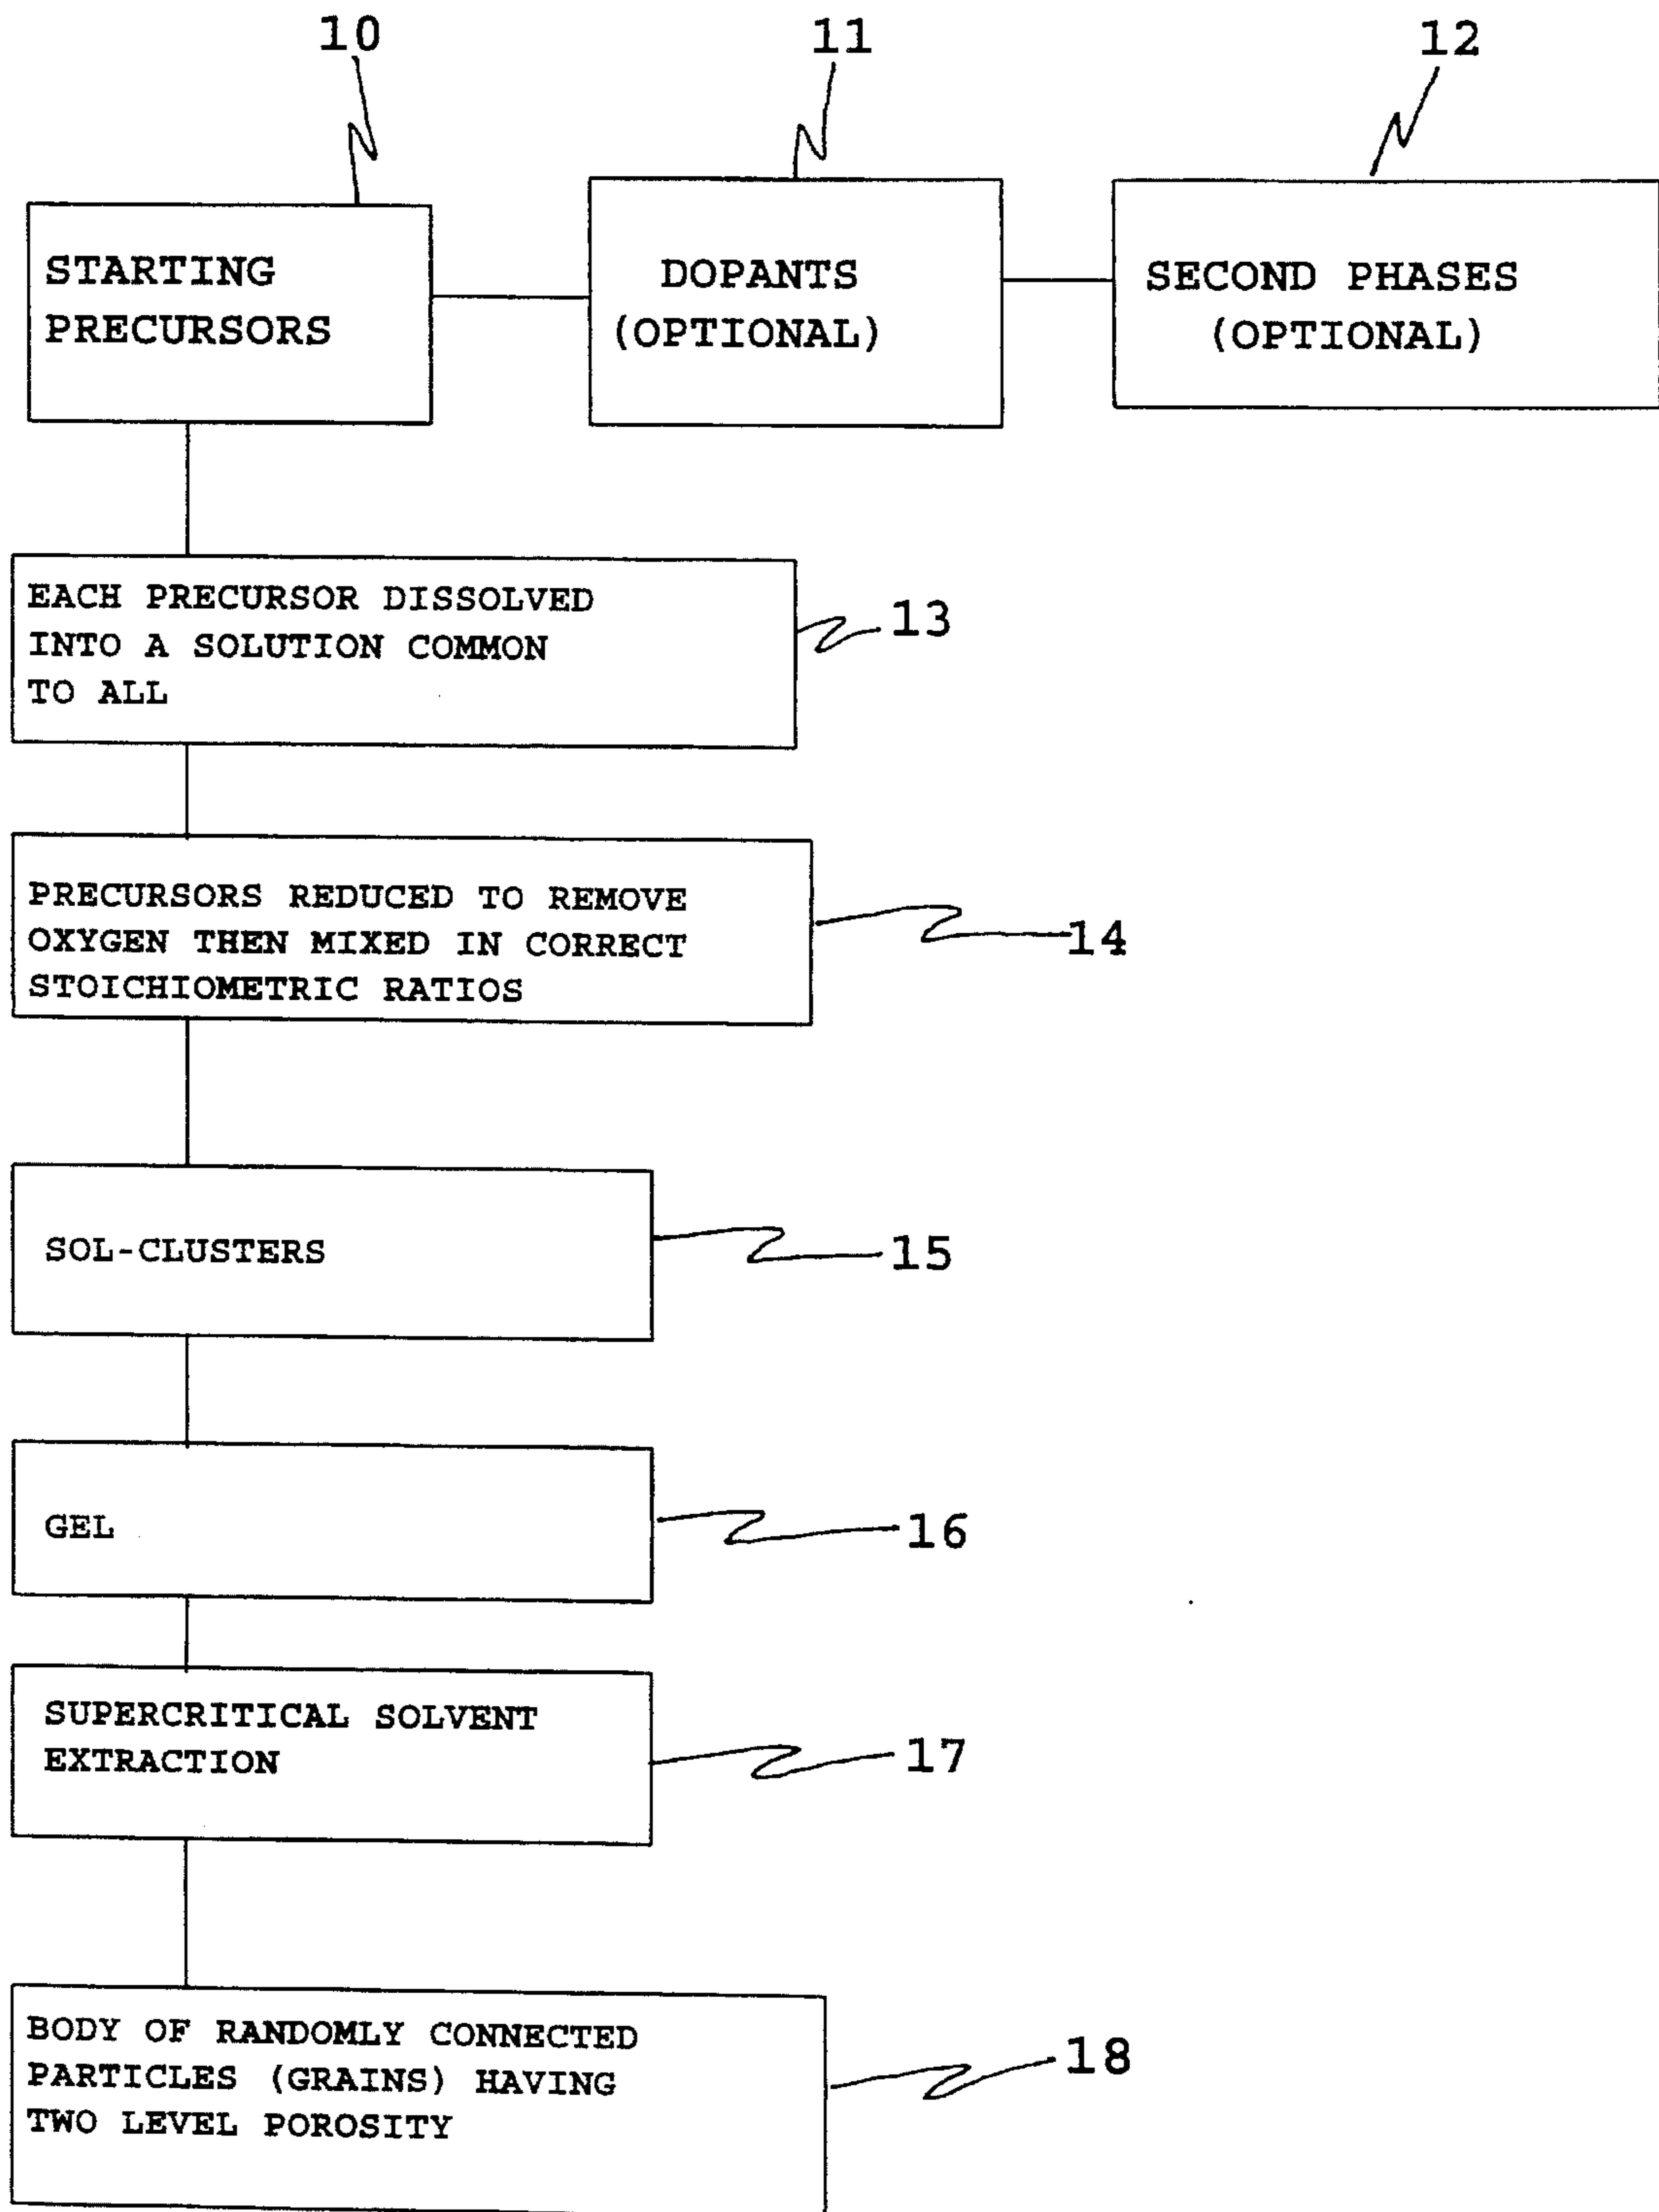 10
11
12
STARTING
PRECURSORS
DOPANTS
(OPTIONAL)
SECOND PHASES
(OPTIONAL)
EACH PRECURSOR DISSOLVED
INTO A SOLUTION COMMON
TO ALL
13
PRECURSORS REDUCED TO REMOVE
OXYGEN THEN MIXED IN CORRECT
STOICHIOMETRIC RATIOS
14
SOL-CLUSTERS
15
GEL
16
SUPERCRITICAL SOLVENT
EXTRACTION
17
BODY OF RANDOMLY CONNECTED
PARTICLES (GRAINS) HAVING
TWO LEVEL POROSITY
18